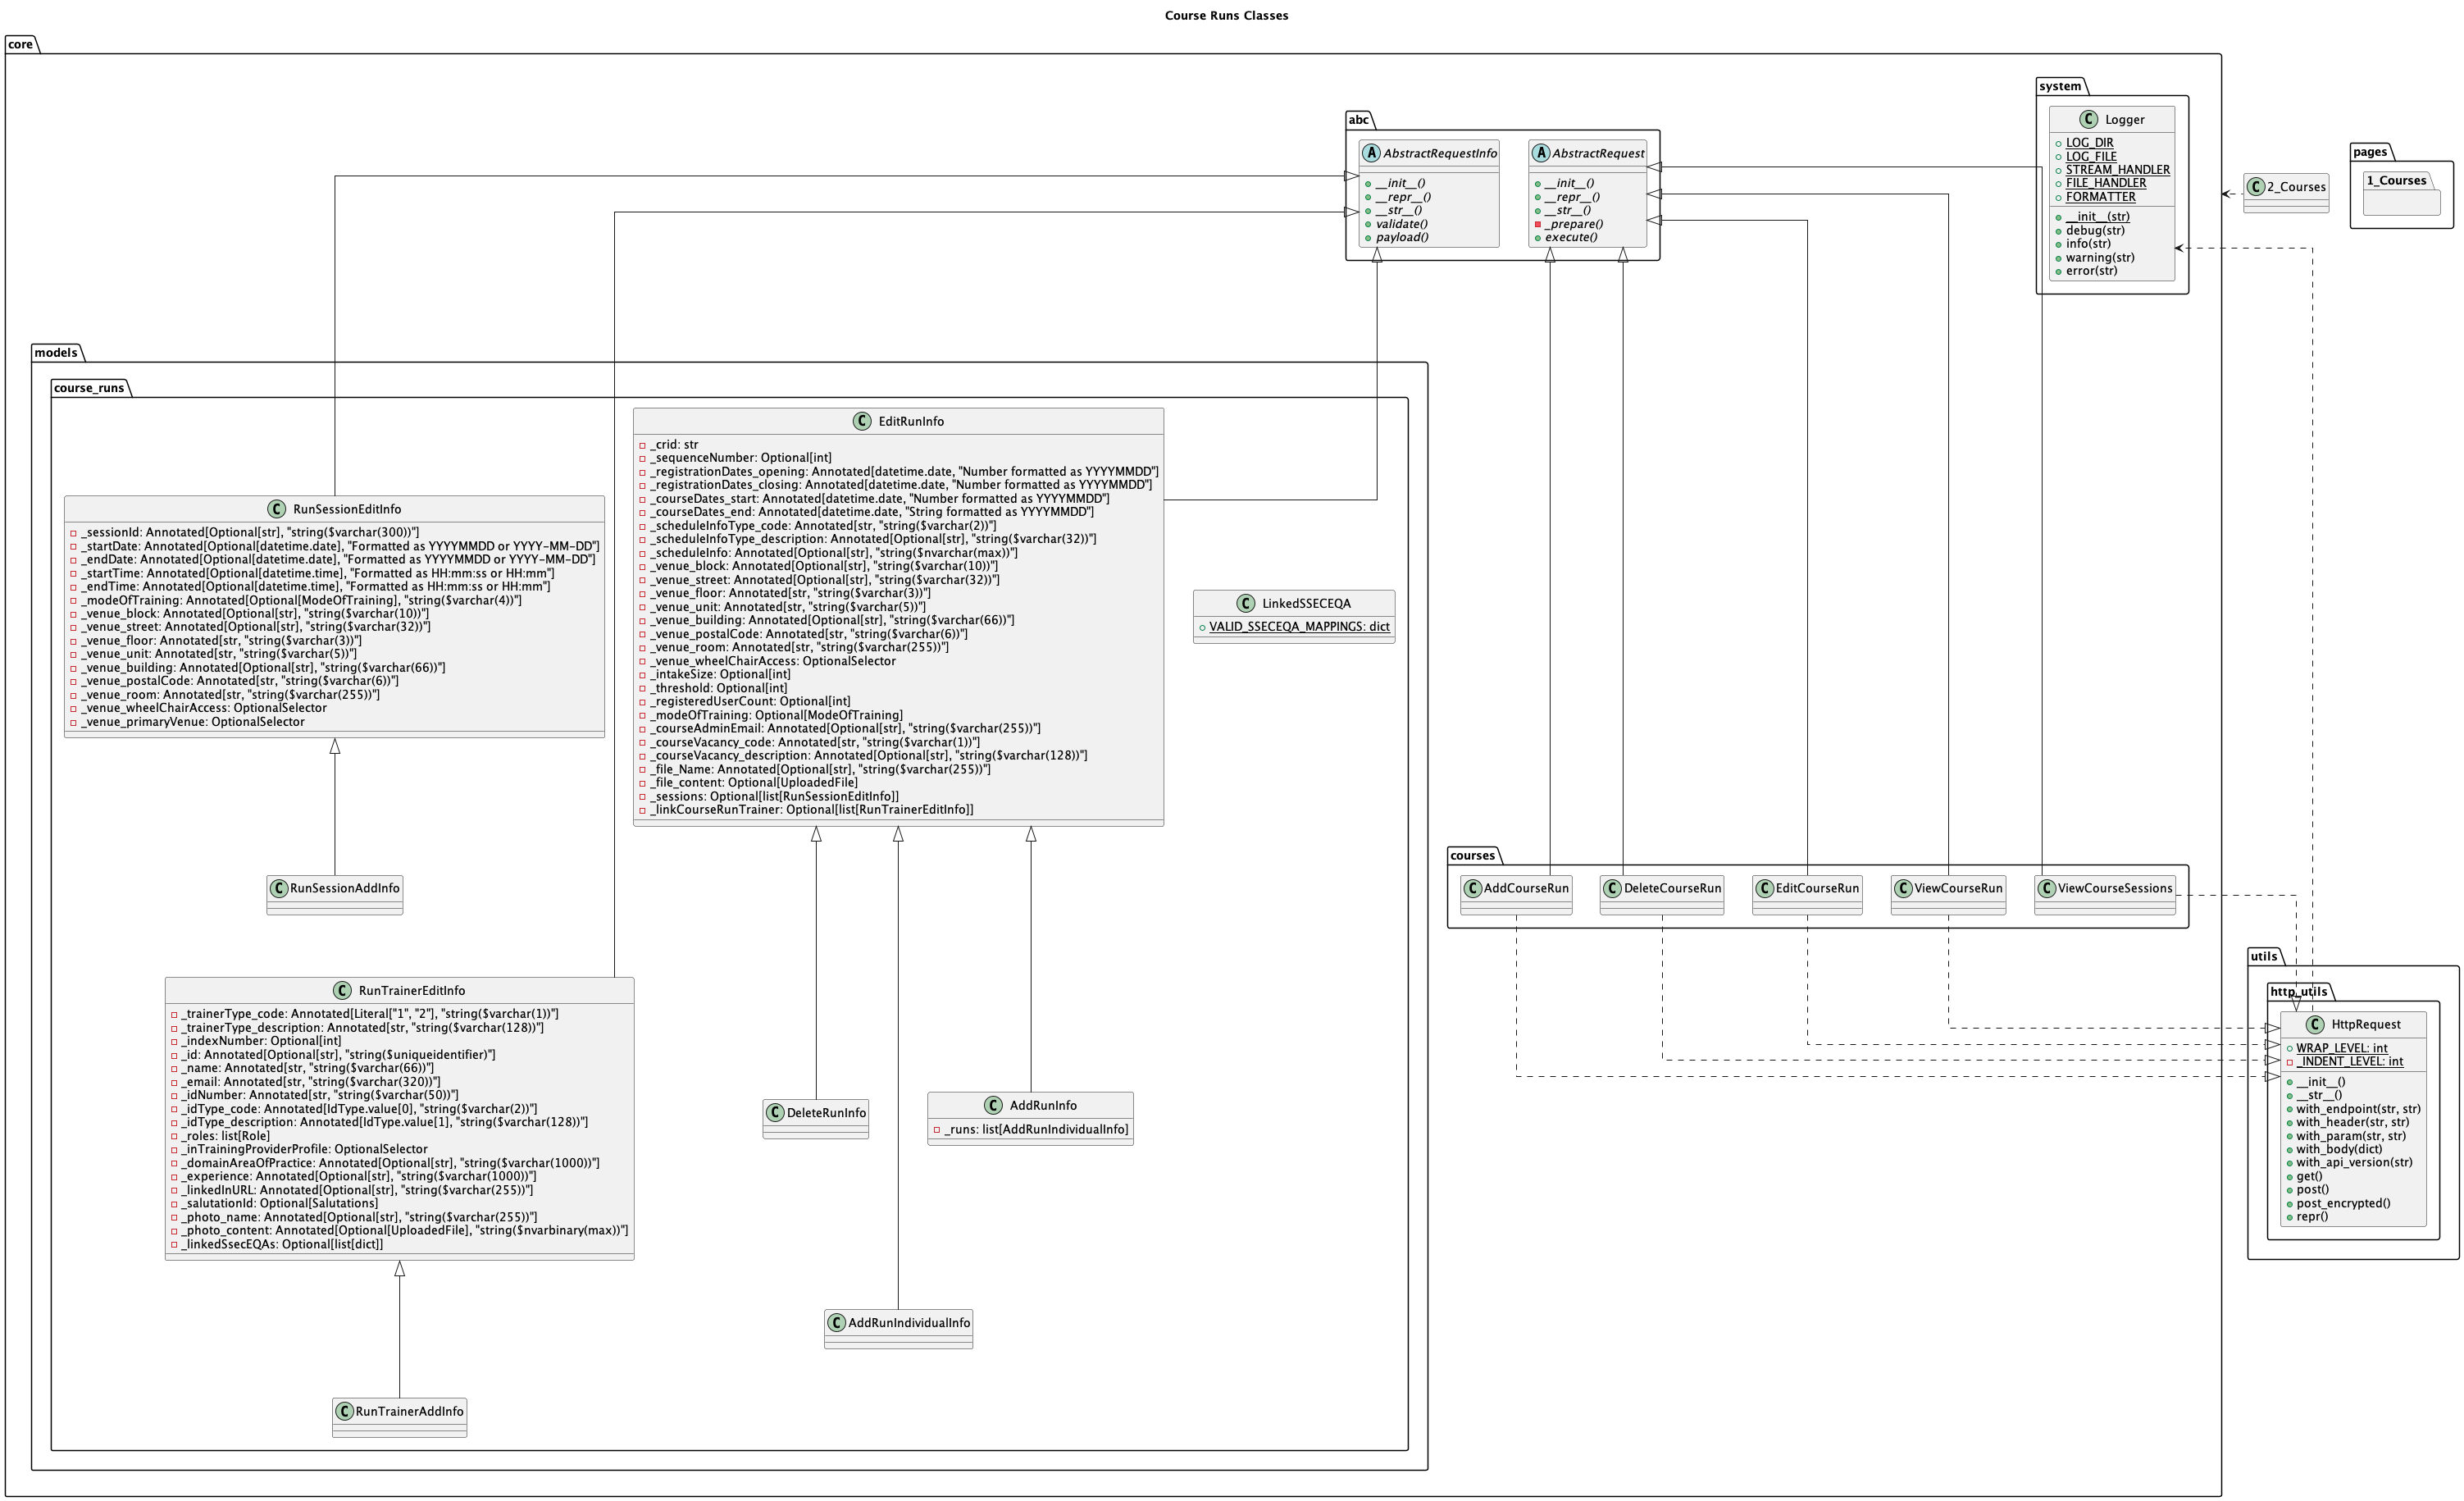 Course Runs Classes
core
system
Logger
LOG_DIR
LOG_FILE
STREAM_HANDLER
FILE_HANDLER
FORMATTER
__init__(str)
debug(str)
info(str)
warning(str)
error(str)
abc
AbstractRequestInfo
__init__()
__repr__()
__str__()
validate()
payload()
AbstractRequest
__init__()
__repr__()
__str__()
_prepare()
execute()
2_Courses
pages
1_Courses
models
course_runs
EditRunInfo
_crid: str
_sequenceNumber: Optional[int]
_registrationDates_opening: Annotated[datetime.date, "Number formatted as YYYYMMDD"]
_registrationDates_closing: Annotated[datetime.date, "Number formatted as YYYYMMDD"]
_courseDates_start: Annotated[datetime.date, "Number formatted as YYYYMMDD"]
_courseDates_end: Annotated[datetime.date, "String formatted as YYYYMMDD"]
_scheduleInfoType_code: Annotated[str, "string($varchar(2))"]
_scheduleInfoType_description: Annotated[Optional[str], "string($varchar(32))"]
_scheduleInfo: Annotated[Optional[str], "string($nvarchar(max))"]
_venue_block: Annotated[Optional[str], "string($varchar(10))"]
_venue_street: Annotated[Optional[str], "string($varchar(32))"]
_venue_floor: Annotated[str, "string($varchar(3))"]
_venue_unit: Annotated[str, "string($varchar(5))"]
_venue_building: Annotated[Optional[str], "string($varchar(66))"]
_venue_postalCode: Annotated[str, "string($varchar(6))"]
_venue_room: Annotated[str, "string($varchar(255))"]
_venue_wheelChairAccess: OptionalSelector
_intakeSize: Optional[int]
_threshold: Optional[int]
_registeredUserCount: Optional[int]
_modeOfTraining: Optional[ModeOfTraining]
_courseAdminEmail: Annotated[Optional[str], "string($varchar(255))"]
_courseVacancy_code: Annotated[str, "string($varchar(1))"]
_courseVacancy_description: Annotated[Optional[str], "string($varchar(128))"]
_file_Name: Annotated[Optional[str], "string($varchar(255))"]
_file_content: Optional[UploadedFile]
_sessions: Optional[list[RunSessionEditInfo]]
_linkCourseRunTrainer: Optional[list[RunTrainerEditInfo]]
RunSessionEditInfo
_sessionId: Annotated[Optional[str], "string($varchar(300))"]
_startDate: Annotated[Optional[datetime.date], "Formatted as YYYYMMDD or YYYY-MM-DD"]
_endDate: Annotated[Optional[datetime.date], "Formatted as YYYYMMDD or YYYY-MM-DD"]
_startTime: Annotated[Optional[datetime.time], "Formatted as HH:mm:ss or HH:mm"]
_endTime: Annotated[Optional[datetime.time], "Formatted as HH:mm:ss or HH:mm"]
_modeOfTraining: Annotated[Optional[ModeOfTraining], "string($varchar(4))"]
_venue_block: Annotated[Optional[str], "string($varchar(10))"]
_venue_street: Annotated[Optional[str], "string($varchar(32))"]
_venue_floor: Annotated[str, "string($varchar(3))"]
_venue_unit: Annotated[str, "string($varchar(5))"]
_venue_building: Annotated[Optional[str], "string($varchar(66))"]
_venue_postalCode: Annotated[str, "string($varchar(6))"]
_venue_room: Annotated[str, "string($varchar(255))"]
_venue_wheelChairAccess: OptionalSelector
_venue_primaryVenue: OptionalSelector
LinkedSSECEQA
VALID_SSECEQA_MAPPINGS: dict
RunSessionAddInfo
courses
AddCourseRun
DeleteCourseRun
EditCourseRun
ViewCourseRun
ViewCourseSessions
utils
http_utils
HttpRequest
WRAP_LEVEL: int
_INDENT_LEVEL: int
__init__()
__str__()
with_endpoint(str, str)
with_header(str, str)
with_param(str, str)
with_body(dict)
with_api_version(str)
get()
post()
post_encrypted()
repr()
RunTrainerEditInfo
_trainerType_code: Annotated[Literal["1", "2"], "string($varchar(1))"]
_trainerType_description: Annotated[str, "string($varchar(128))"]
_indexNumber: Optional[int]
_id: Annotated[Optional[str], "string($uniqueidentifier)"]
_name: Annotated[str, "string($varchar(66))"]
_email: Annotated[str, "string($varchar(320))"]
_idNumber: Annotated[str, "string($varchar(50))"]
_idType_code: Annotated[IdType.value[0], "string($varchar(2))"]
_idType_description: Annotated[IdType.value[1], "string($varchar(128))"]
_roles: list[Role]
_inTrainingProviderProfile: OptionalSelector
_domainAreaOfPractice: Annotated[Optional[str], "string($varchar(1000))"]
_experience: Annotated[Optional[str], "string($varchar(1000))"]
_linkedInURL: Annotated[Optional[str], "string($varchar(255))"]
_salutationId: Optional[Salutations]
_photo_name: Annotated[Optional[str], "string($varchar(255))"]
_photo_content: Annotated[Optional[UploadedFile], "string($nvarbinary(max))"]
_linkedSsecEQAs: Optional[list[dict]]
DeleteRunInfo
AddRunInfo
_runs: list[AddRunIndividualInfo]
AddRunIndividualInfo
RunTrainerAddInfo